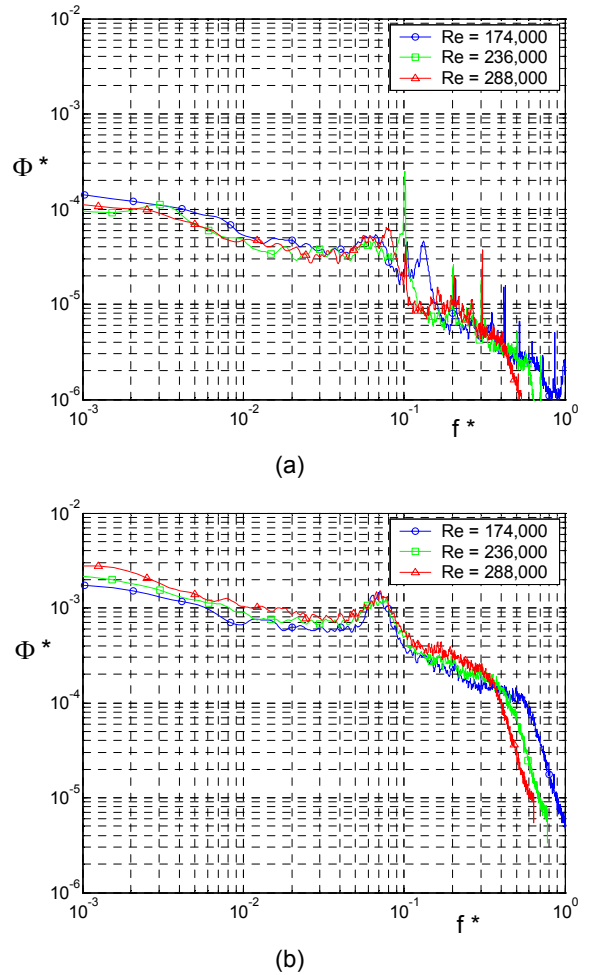 10^-2
10^-3
Φ *
10^-4
10^-5
10^-6
Re = 174,000
Re = 236,000
Re = 288,000
10^-3 10^-2 10^-1 10^0
f *
(a)
10^-2
10^-3
Φ *
10^-4
10^-5
10^-6
Re = 174,000
Re = 236,000
Re = 288,000
10^-3 10^-2 10^-1 10^0
f *
(b)